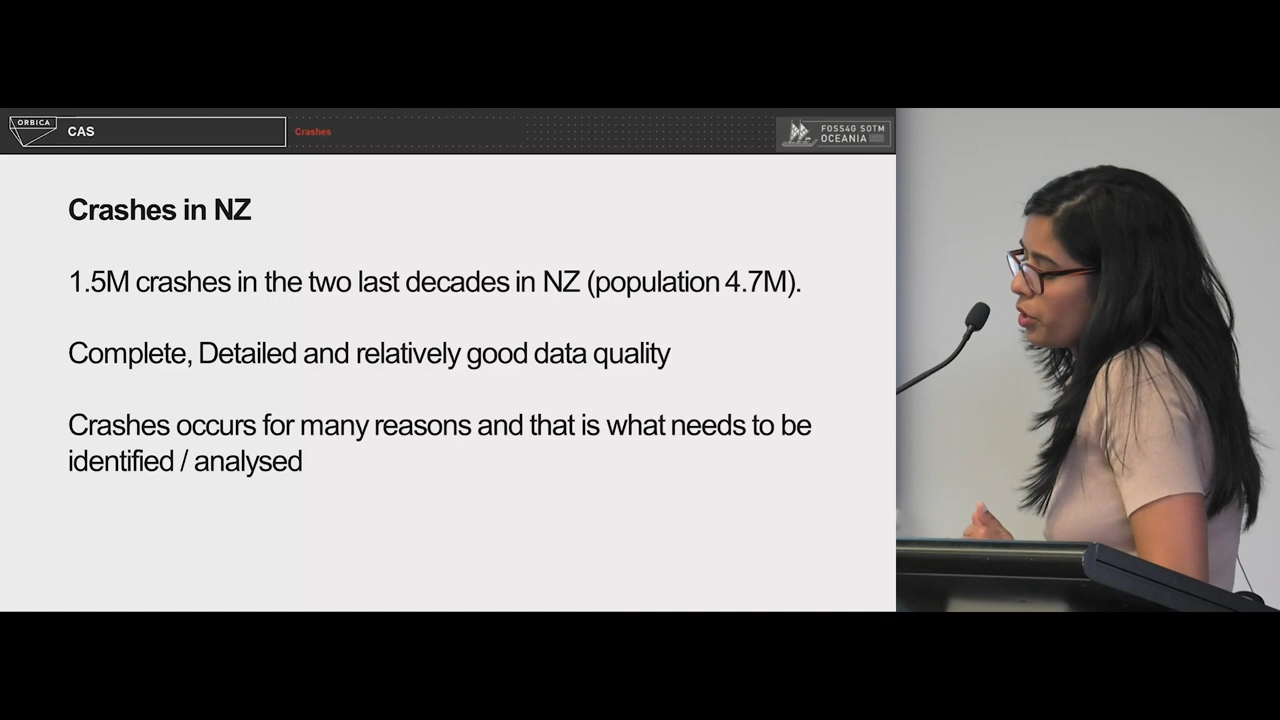 ORBICA
CAS
Crashes
FOSS4G SOTM
OCEANIA
Crashes in NZ
1.5M crashes in the two last decades in NZ (population 4.7M).
Complete, Detailed and relatively good data quality
Crashes occurs for many reasons and that is what needs to be
identified / analysed